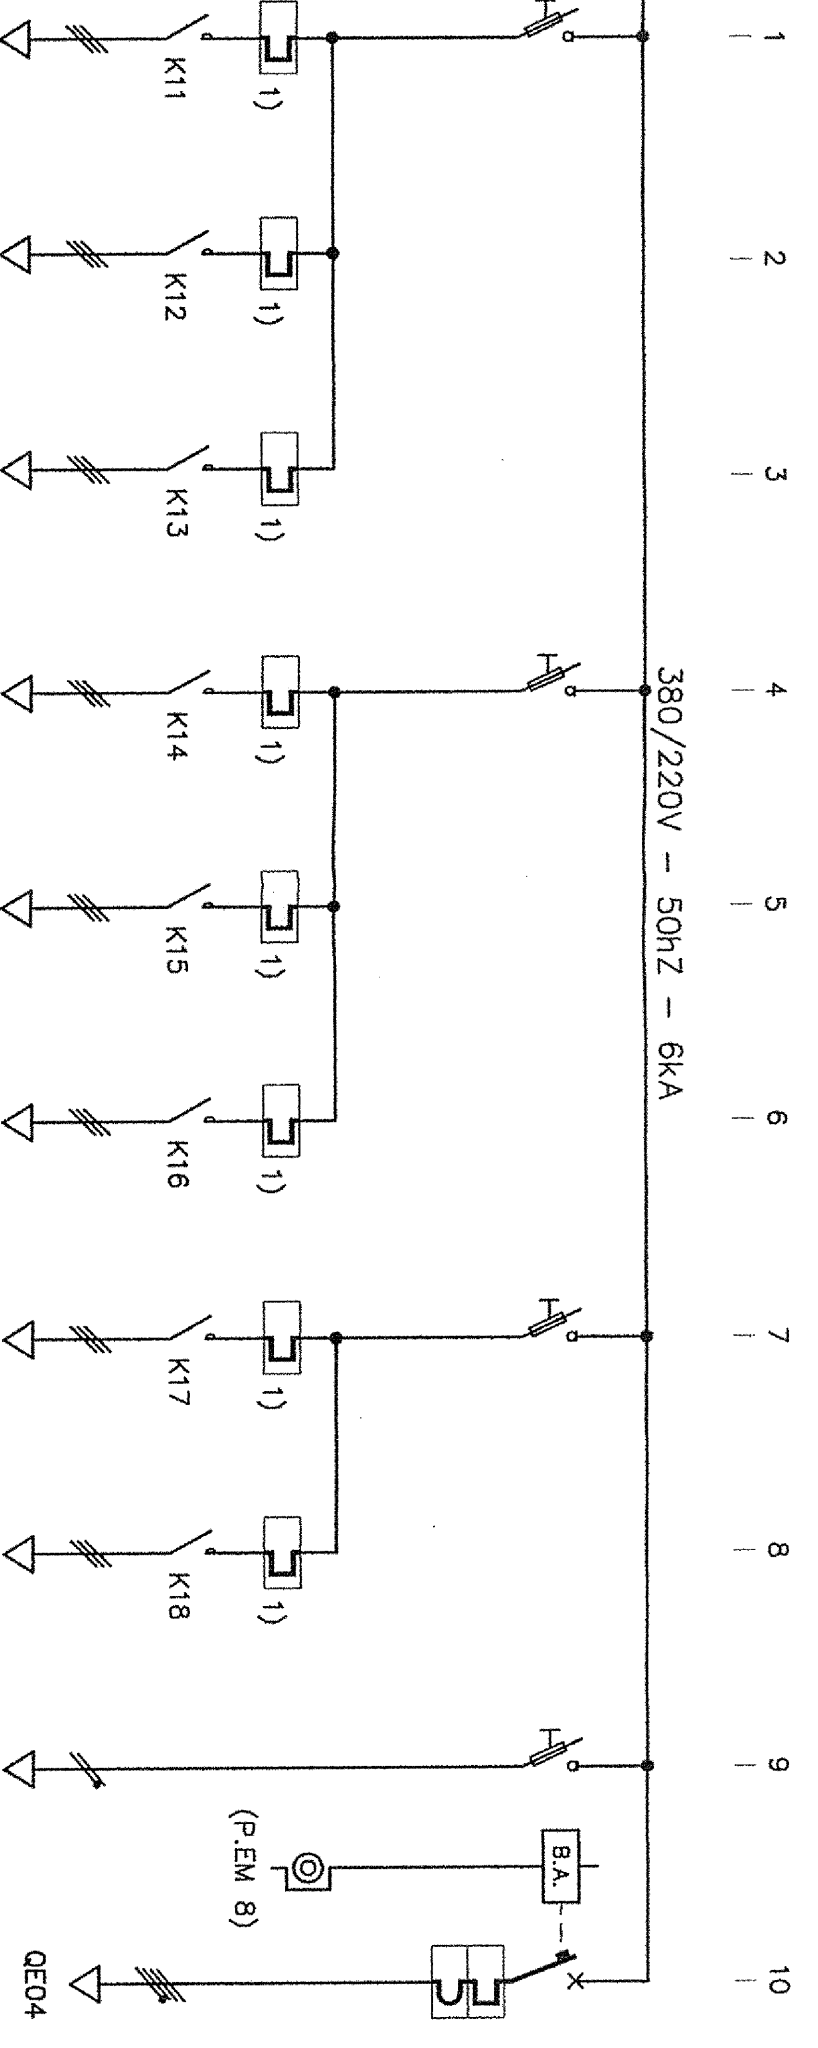 1
2
3
4
5
6
7
8
9
10
380/220V – 50hZ – 6kA
B.A.
(P.EM 8)
1)
1)
1)
1)
1)
1)
1)
1)
K11
K12
K13
K14
K15
K16
K17
K18
QE04